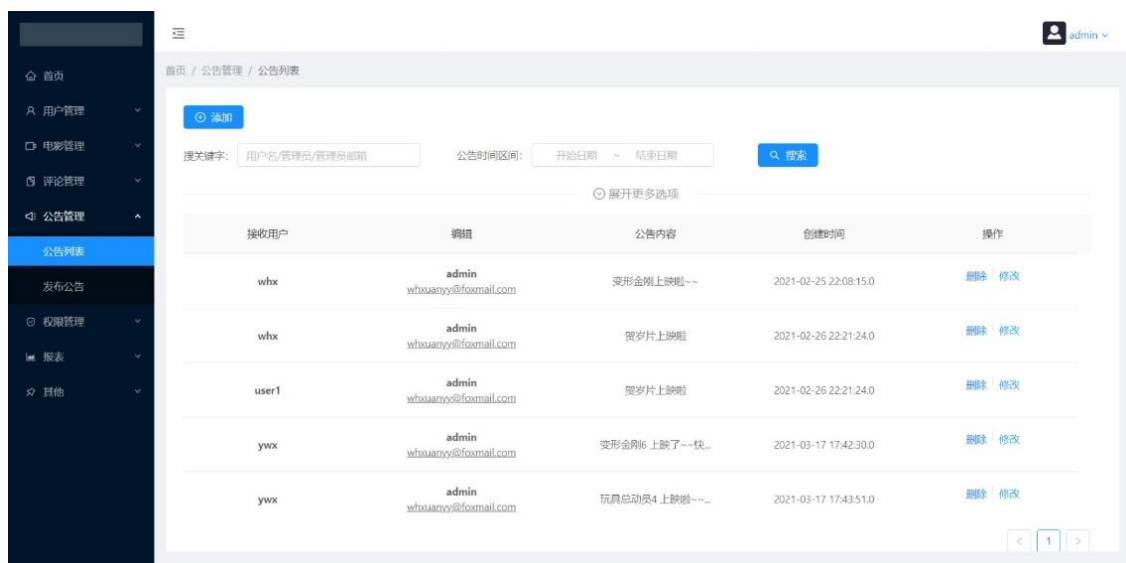 admin
首页
用户管理
电影管理
评论管理
公告管理
公告列表
发布公告
权限管理
报表
其他
首页 / 公告管理 / 公告列表
添加
搜关键字： 用户名/管理员/管理员邮箱 公告时间区间： 开始日期 ~ 结束日期 搜索
展开更多选项
接收用户 编辑 公告内容 创建时间 操作
whx admin whxuanyy@foxmail.com 变形金刚上映啦~~ 2021-02-25 22:08:15.0 删除 修改
whx admin whxuanyy@foxmail.com 贺岁片上映啦 2021-02-26 22:21:24.0 删除 修改
user1 admin whxuanyy@foxmail.com 贺岁片上映啦 2021-02-26 22:21:24.0 删除 修改
ywx admin whxuanyy@foxmail.com 变形金刚6 上映了~~快... 2021-03-17 17:42:30.0 删除 修改
ywx admin whxuanyy@foxmail.com 玩具总动员4 上映啦~~... 2021-03-17 17:43:51.0 删除 修改
< 1 >